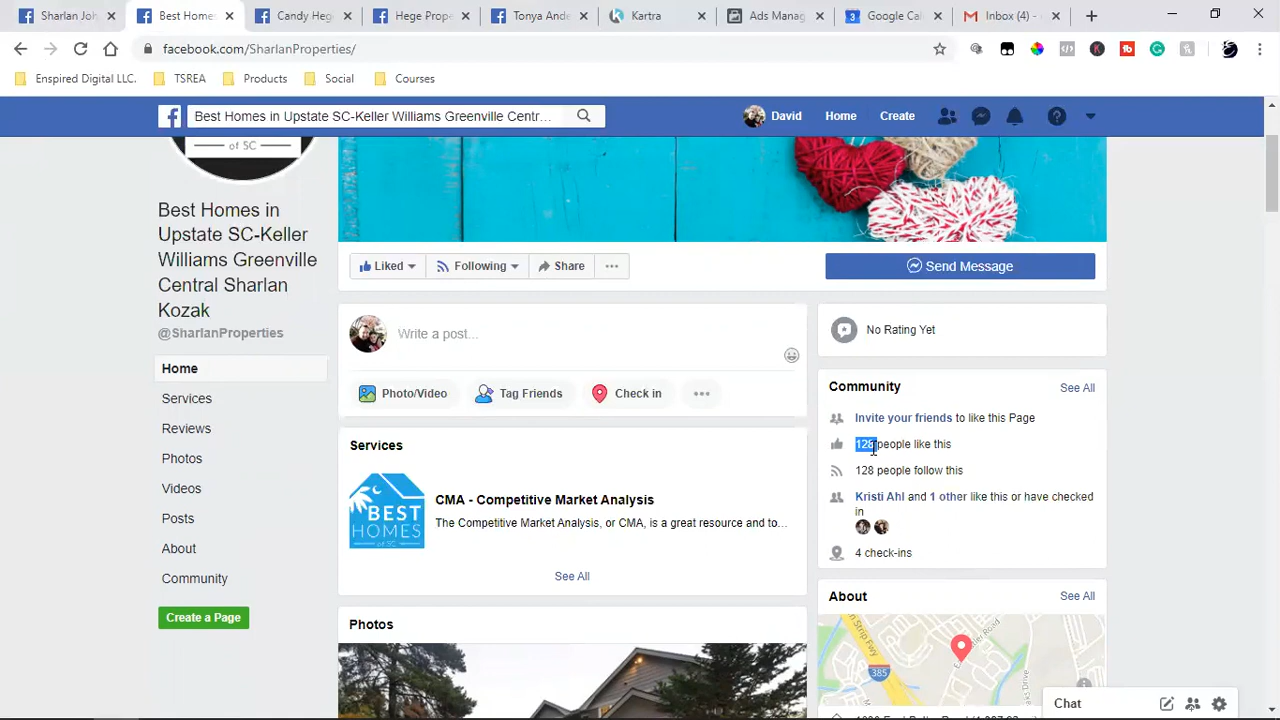 Sharlan Joh
Best Homes
Candy Heg
Hege Prope
Tonya Ande
Kartra
Ads Manag
Google Cal
Inbox (4) -
facebook.com/SharlanProperties/
Enspired Digital LLC.
TSREA
Products
Social
Courses
Best Homes in Upstate SC-Keller Williams Greenville Centr...
David
Home
Create
of SC
Best Homes in
Upstate SC-Keller
Williams Greenville
Central Sharlan
Kozak
@SharlanProperties
Home
Services
Reviews
Photos
Videos
Posts
About
Community
Create a Page
Liked
Following
Share
Send Message
Write a post...
Photo/Video
Tag Friends
Check in
Services
BEST
HOMES
CMA - Competitive Market Analysis
The Competitive Market Analysis, or CMA, is a great resource and to...
See All
Photos
No Rating Yet
Community
See All
Invite your friends to like this Page
128 people like this
128 people follow this
Kristi Ahl and 1 other like this or have checked
in
4 check-ins
About
See All
385
Chat